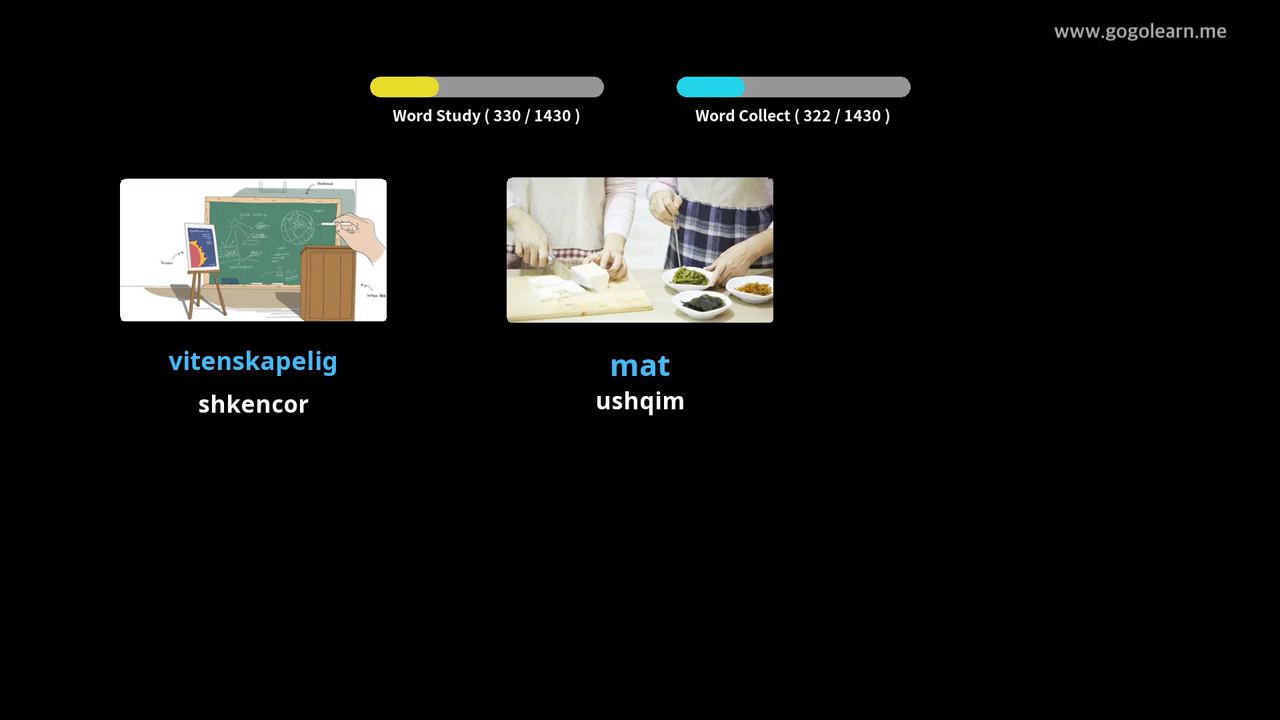 www.gogolearn.me
Word Study ( 330 / 1430 )
Word Collect ( 322 / 1430 )
vitenskapelig
shkencor
mat
ushqim